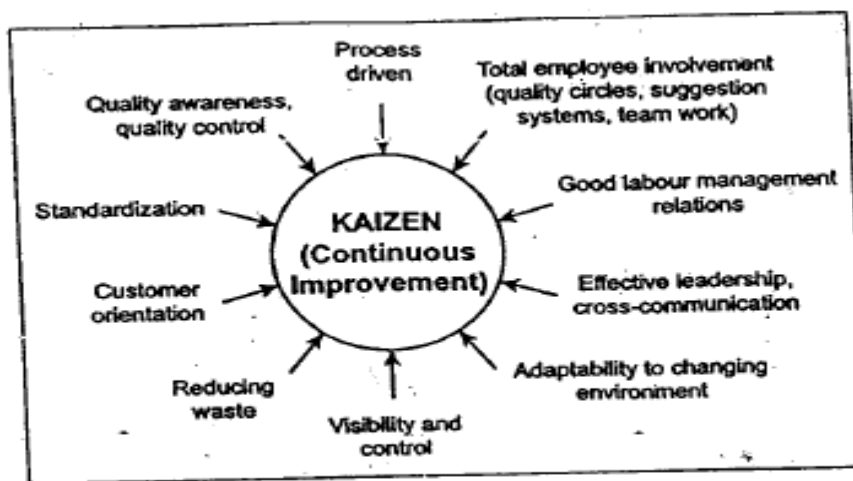 Process
driven
Total employee involvement
(quality circles, suggestion
systems, team work)
Good labour management
relations
Effective leadership,
cross-communication
Adaptability to changing
environment
Visibility and
control
Reducing
waste
Customer
orientation
Standardization
Quality awareness,
quality control
KAIZEN
(Continuous
Improvement)